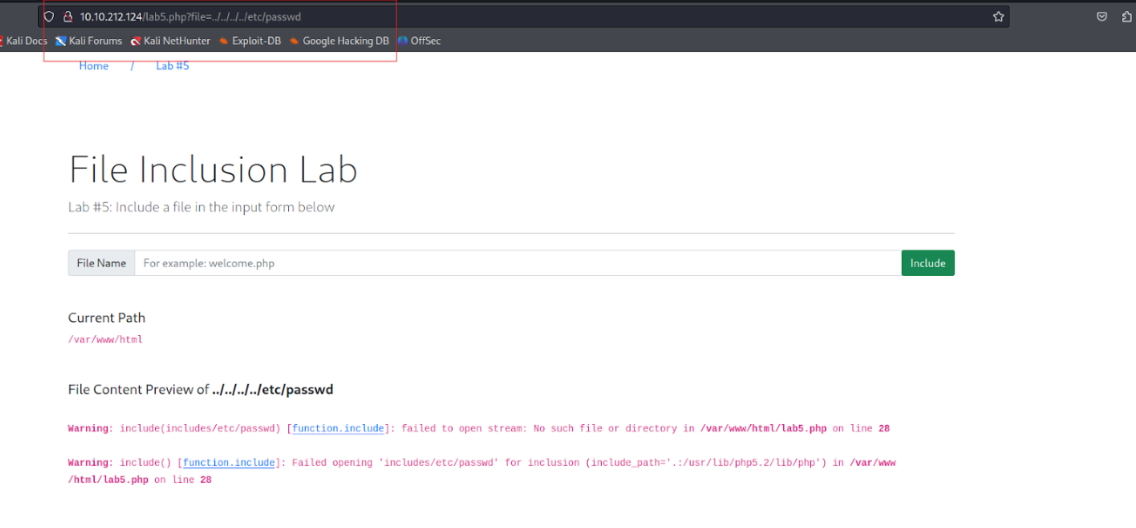 10.10.212.124/lab5.php?file=../../../../etc/passwd
Kali Docs Kali Forums Kali NetHunter Exploit-DB Google Hacking DB OffSec
Home / Lab #5
File Inclusion Lab
Lab #5: Include a file in the input form below
File Name For example: welcome.php Include
Current Path
/var/www/html
File Content Preview of ../../../../etc/passwd
Warning: include(includes/etc/passwd) [function.include]: failed to open stream: No such file or directory in /var/www/html/lab5.php on line 28
Warning: include() [function.include]: Failed opening 'includes/etc/passwd' for inclusion (include_path='.:/usr/lib/php5.2/lib/php') in /var/www
/html/lab5.php on line 28